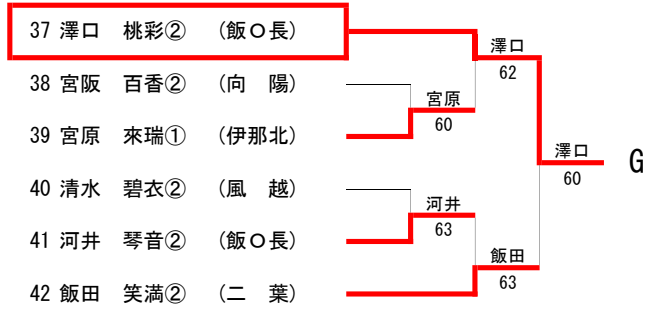 37 澤口 桃彩② (飯O長)
澤口
62
38 宮阪 百香② (向 陽)
宮原
60
39 宮原 來瑞① (伊那北)
澤口
60
G
40 清水 碧衣② (風 越)
河井
63
41 河井 琴音② (飯O長)
飯田
63
42 飯田 笑満② (二 葉)